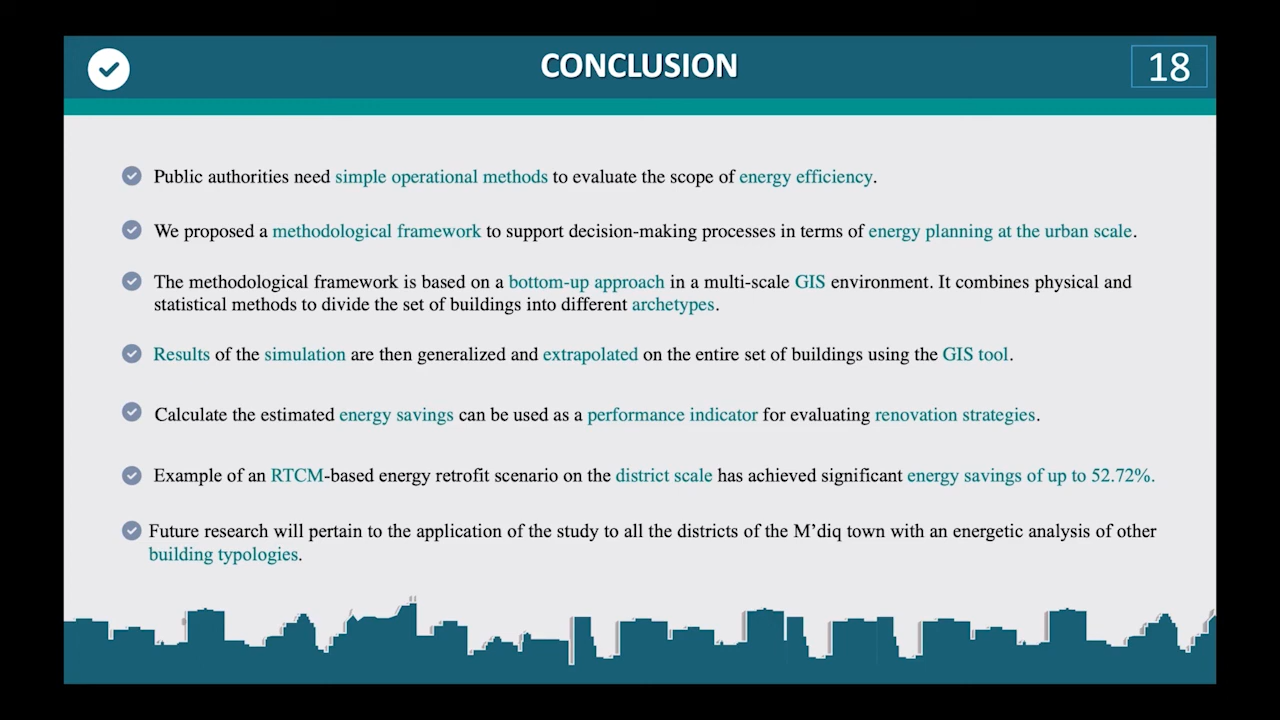 CONCLUSION
18
Public authorities need simple operational methods to evaluate the scope of energy efficiency.
We proposed a methodological framework to support decision-making processes in terms of energy planning at the urban scale.
The methodological framework is based on a bottom-up approach in a multi-scale GIS environment. It combines physical and
statistical methods to divide the set of buildings into different archetypes.
Results of the simulation are then generalized and extrapolated on the entire set of buildings using the GIS tool.
Calculate the estimated energy savings can be used as a performance indicator for evaluating renovation strategies.
Example of an RTCM-based energy retrofit scenario on the district scale has achieved significant energy savings of up to 52.72%.
Future research will pertain to the application of the study to all the districts of the M’diq town with an energetic analysis of other
building typologies.